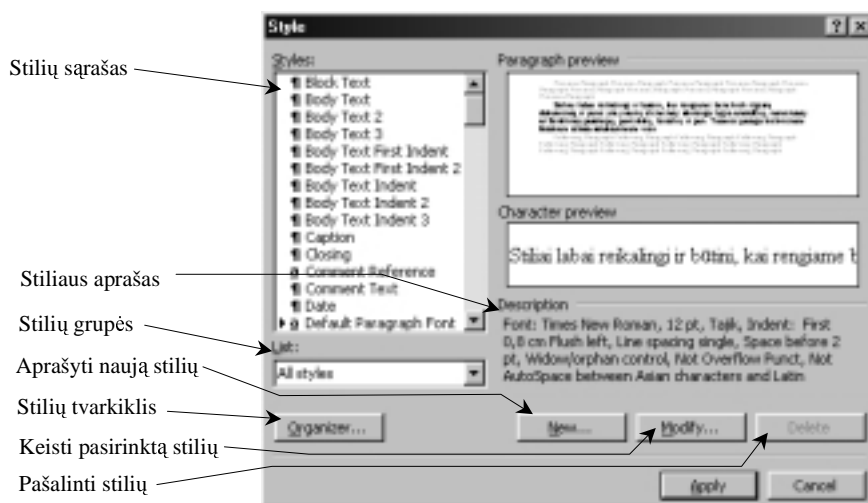 Style
Styles:
Block Text
Body Text
Body Text 2
Body Text 3
Body Text First Indent
Body Text First Indent 2
Body Text Indent
Body Text Indent 2
Body Text Indent 3
Caption
Closing
Comment Reference
Comment Text
Date
Default Paragraph Font
List:
All styles
Organizer...
Paragraph preview
Character preview
Stiliai labai reikalingi ir būtini, kai rengiame b
Description
Font: Times New Roman, 12 pt, Tajik, Indent: First
0,8 cm Flush left, Line spacing single, Space before 2
pt, Widow/orphan control, Not Overflow Punct, Not
AutoSpace between Asian characters and Latin
New...
Modify...
Delete
Apply
Cancel
Stilių sąrašas
Stiliaus aprašas
Stilių grupės
Aprašyti naują stilių
Stilių tvarkiklis
Keisti pasirinktą stilių
Pašalinti stilių